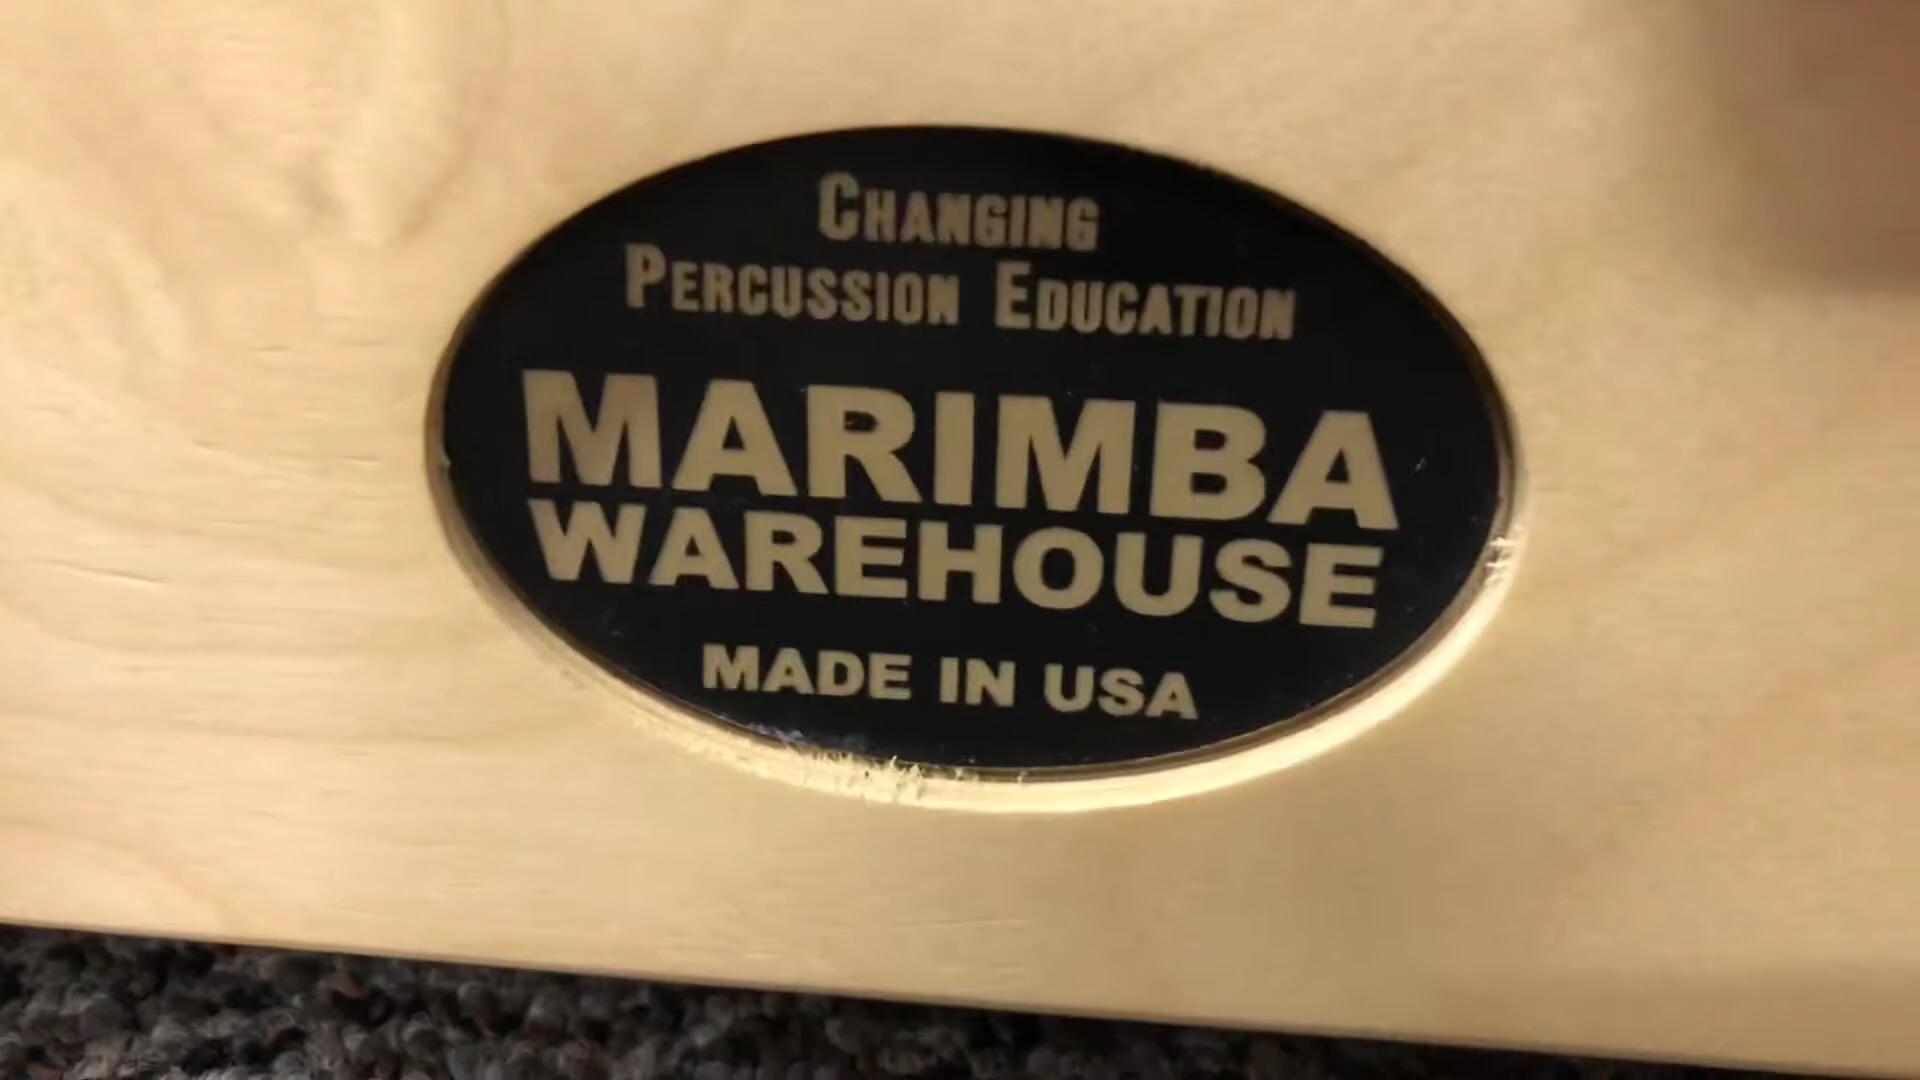 CHANGING
PERCUSSION EDUCATION
MARIMBA
WAREHOUSE
MADE IN USA